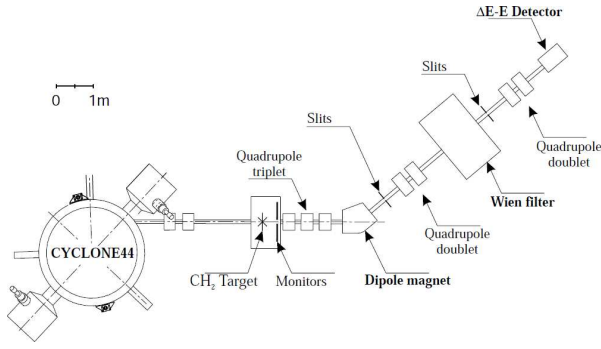 ΔE-E Detector
Slits
0 1m
Slits
Quadrupole
doublet
Quadrupole
triplet
Wien filter
Quadrupole
doublet
CYCLONE44
CH₂ Target
Monitors
Dipole magnet